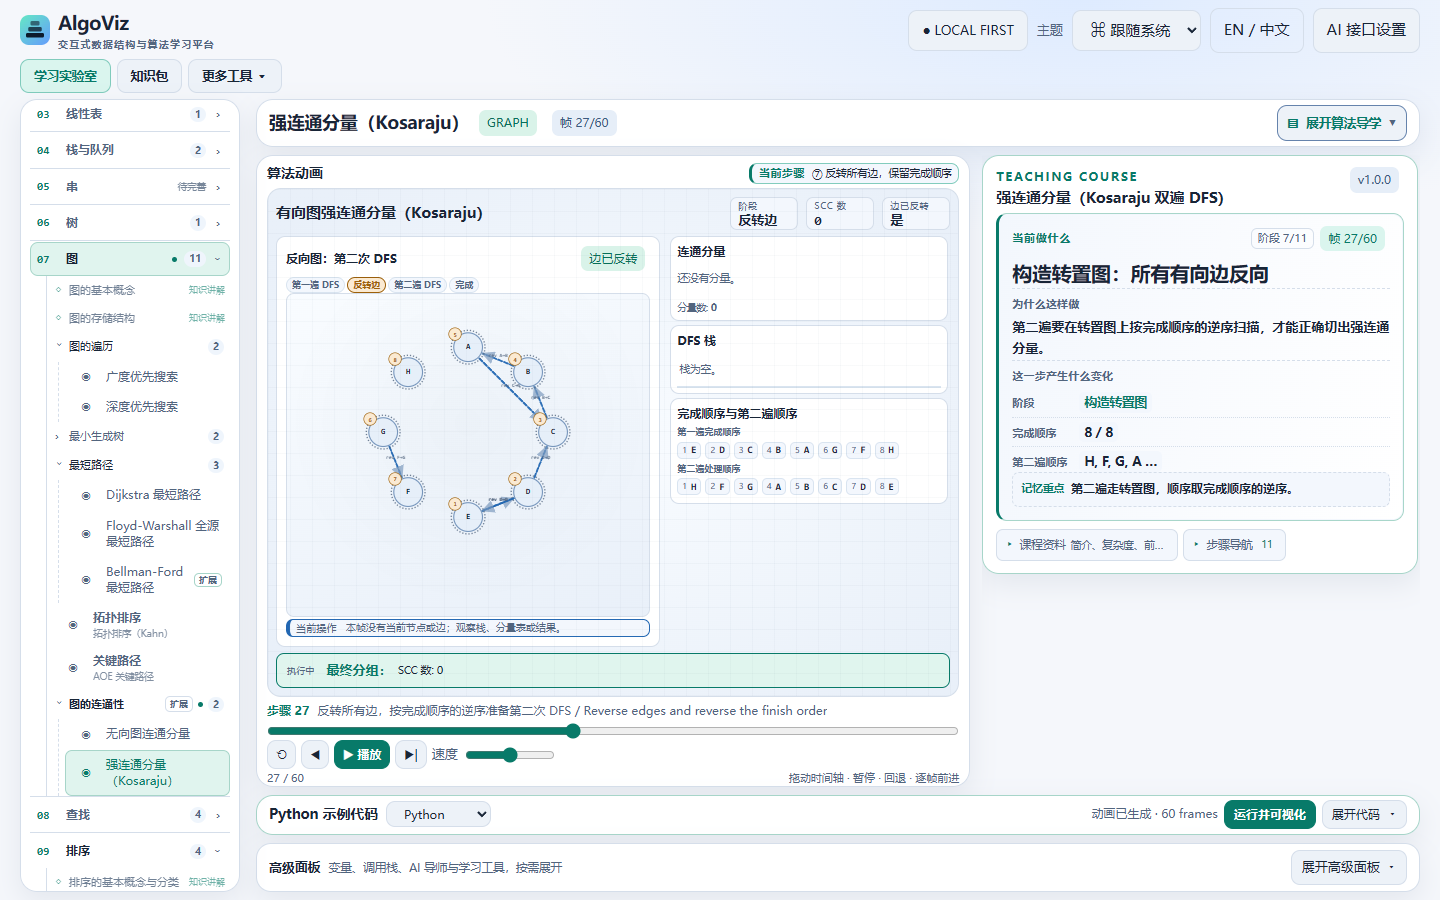 AlgoViz
交互式数据结构与算法学习平台
● LOCAL FIRST
主题
⌘ 跟随系统
EN / 中文
AI 接口设置
学习实验室
知识包
更多工具
03 线性表 1
04 栈与队列 2
05 串 待完善
06 树 1
07 图 11
图的基本概念 知识讲解
图的存储结构 知识讲解
图的遍历 2
广度优先搜索
深度优先搜索
最小生成树 2
最短路径 3
Dijkstra 最短路径
Floyd-Warshall 全源
最短路径
Bellman-Ford
最短路径
扩展
拓扑排序
拓扑排序（Kahn）
关键路径
AOE 关键路径
图的连通性 扩展 2
无向图连通分量
强连通分量
（Kosaraju）
08 查找 4
09 排序 4
排序的基本概念与分类 知识讲解
强连通分量（Kosaraju）
GRAPH
帧 27/60
展开算法导学
算法动画
当前步骤 ⑦ 反转所有边，保留完成顺序
有向图强连通分量（Kosaraju）
阶段
反转边
SCC 数
0
边已反转
是
反向图：第二次 DFS
边已反转
第一遍 DFS
反转边
第二遍 DFS
完成
5 A
4 B
8 H
6 G
3 C
7 F
2 D
1 E
当前操作 本帧没有当前节点或边；观察栈、分量表或结果。
连通分量
还没有分量。
分量数: 0
DFS 栈
栈为空。
完成顺序与第二遍顺序
第一遍完成顺序
1 E 2 D 3 C 4 B 5 A 6 G 7 F 8 H
第二遍处理顺序
1 H 2 F 3 G 4 A 5 B 6 C 7 D 8 E
执行中 最终分组： SCC 数: 0
步骤 27 反转所有边，按完成顺序的逆序准备第二次 DFS / Reverse edges and reverse the finish order
播放
速度
27 / 60
拖动时间轴 · 暂停 · 回退 · 逐帧前进
TEACHING COURSE
强连通分量（Kosaraju 双遍 DFS）
v1.0.0
当前做什么
阶段 7/11
帧 27/60
构造转置图：所有有向边反向
为什么这样做
第二遍要在转置图上按完成顺序的逆序扫描，才能正确切出强连通
分量。
这一步产生什么变化
阶段 构造转置图
完成顺序 8 / 8
第二遍顺序 H, F, G, A ...
记忆重点 第二遍走转置图，顺序取完成顺序的逆序。
课程资料 简介、复杂度、前...
步骤导航 11
Python 示例代码
Python
动画已生成 · 60 frames
运行并可视化
展开代码
高级面板 变量、调用栈、AI 导师与学习工具，按需展开
展开高级面板